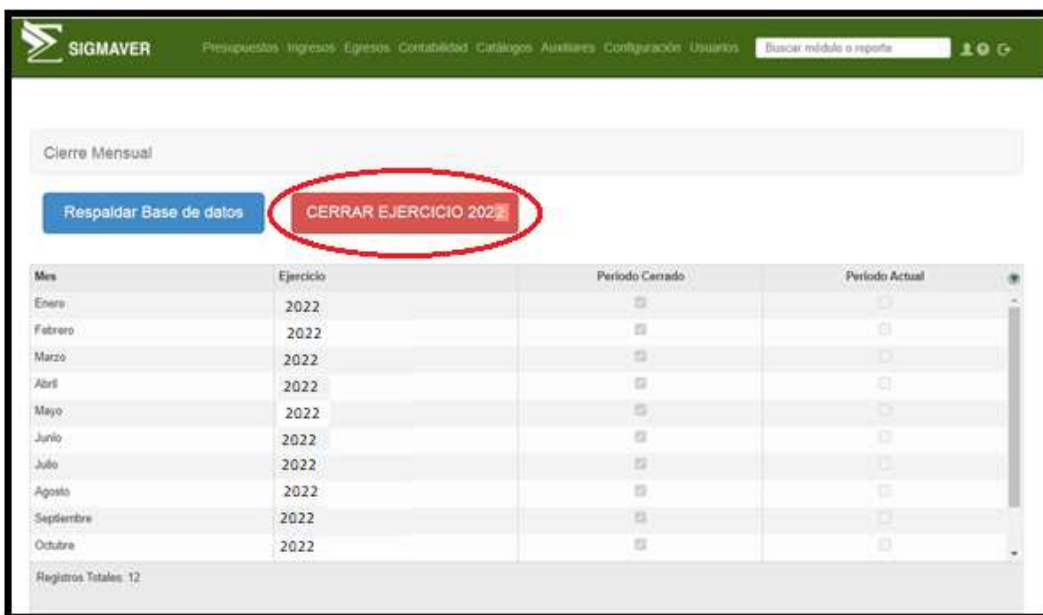 SIGMAVER Presupuestos Ingresos Egresos Contabilidad Catálogos Auxiliares Configuración Usuarios Buscar módulo o reporte
Cierre Mensual
Respaldar Base de datos CERRAR EJERCICIO 2022
Mes Ejercicio Periodo Cerrado Periodo Actual
Enero 2022
Febrero 2022
Marzo 2022
Abril 2022
Mayo 2022
Junio 2022
Julio 2022
Agosto 2022
Septiembre 2022
Octubre 2022
Registros Totales: 12